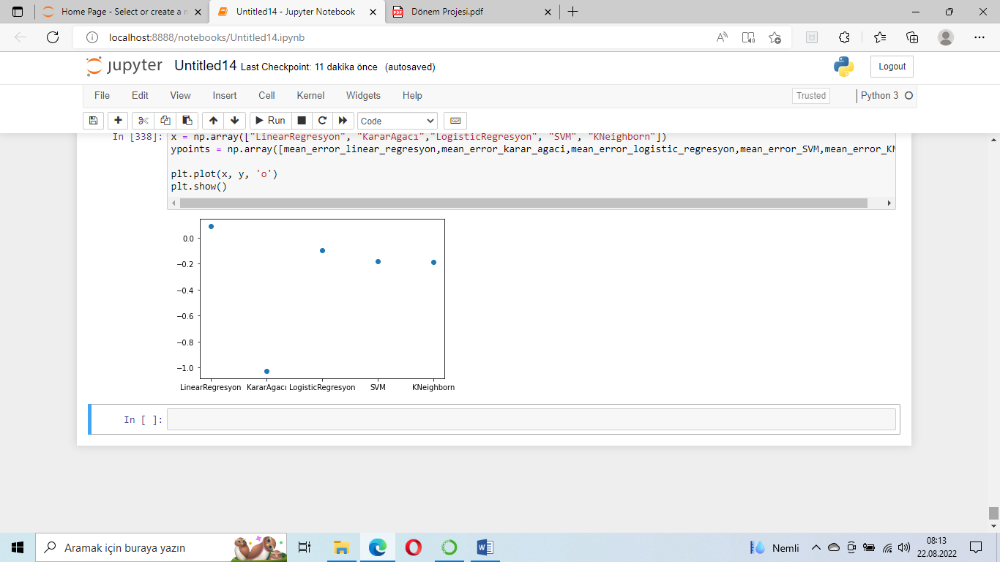 Home Page - Select or create a n
Untitled14 - Jupyter Notebook
Dönem Projesi.pdf
localhost:8888/notebooks/Untitled14.ipynb
jupyter Untitled14 Last Checkpoint: 11 dakika önce (autosaved)
Logout
File Edit View Insert Cell Kernel Widgets Help
Trusted
Python 3
Run
Code
In [338]: x = np.array(["LinearRegresyon", "KararAgacı","LogisticRegresyon", "SVM", "KNeighborn"])
ypoints = np.array([mean_error_linear_regresyon,mean_error_karar_agaci,mean_error_logistic_regresyon,mean_error_SVM,mean_error_KN
plt.plot(x, y, 'o')
plt.show()
0.0
−0.2
−0.4
−0.6
−0.8
−1.0
LinearRegresyon KararAgacı LogisticRegresyon SVM KNeighborn
In [ ]:
Aramak için buraya yazın
Nemli
08:13
22.08.2022